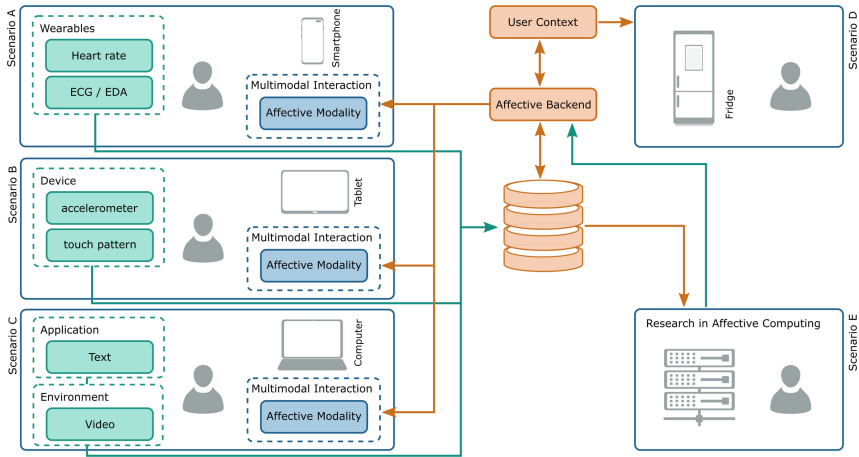 Scenario A
Wearables
Heart rate
ECG / EDA
Smartphone
Multimodal Interaction
Affective Modality
Scenario B
Device
accelerometer
touch pattern
Tablet
Multimodal Interaction
Affective Modality
Scenario C
Application
Text
Environment
Video
Computer
Multimodal Interaction
Affective Modality
User Context
Affective Backend
Fridge
Scenario D
Research in Affective Computing
Scenario E